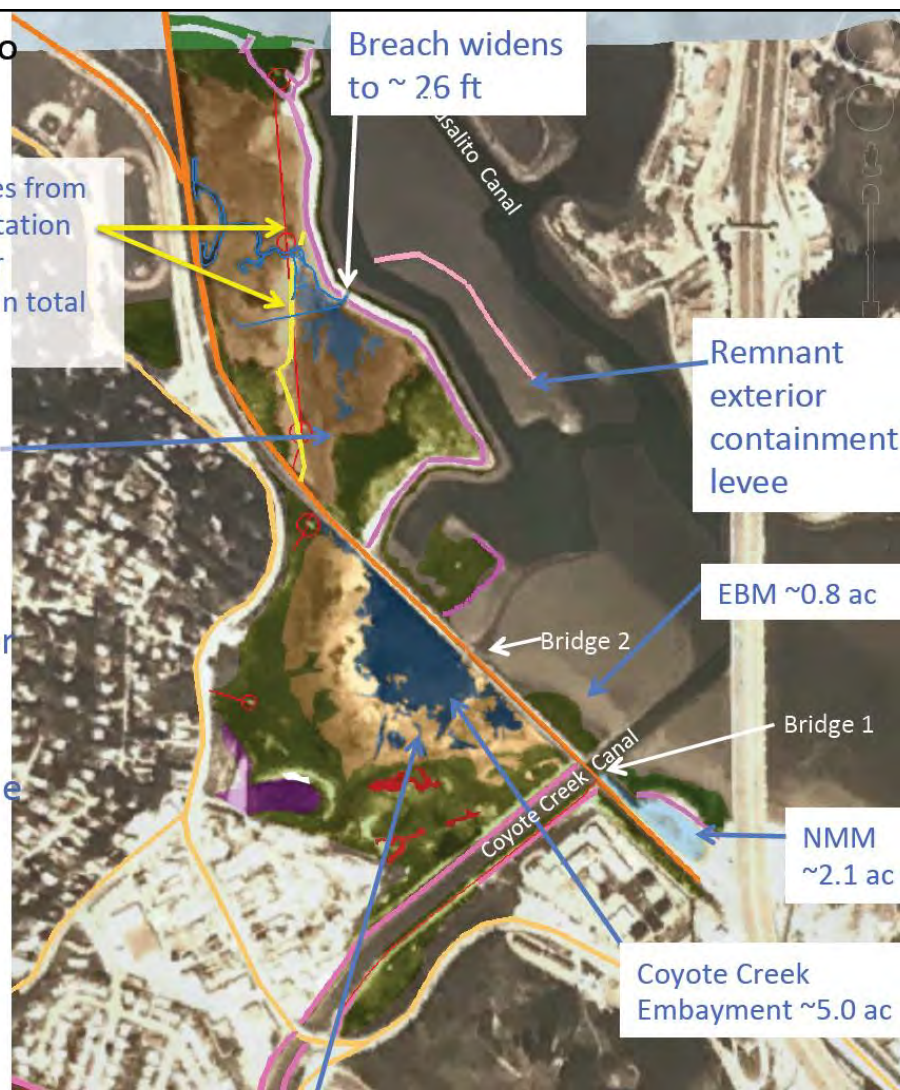 o
Breach widens
to ~ 26 ft
usalito Canal
es from
tation
n total
Remnant
exterior
containment
levee
EBM ~0.8 ac
r
Bridge 2
Bridge 1
e
Coyote Creek Canal
NMM
~2.1 ac
Coyote Creek
Embayment ~5.0 ac